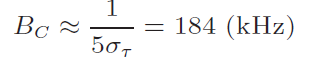 B_C ≈ 1/(5σ_τ) = 184 (kHz)